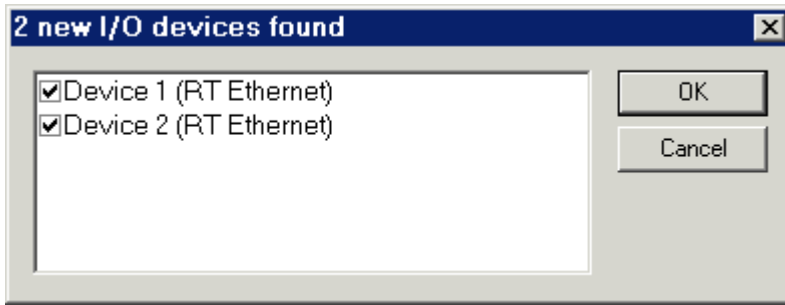 2 new I/O devices found
Device 1 (RT Ethernet)
Device 2 (RT Ethernet)
OK
Cancel